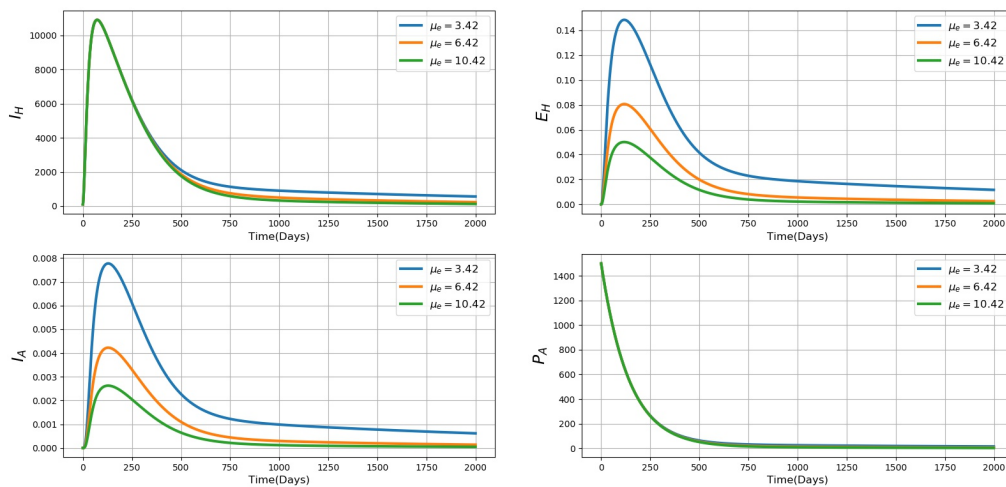 I_H
10000
8000
6000
4000
2000
0
μ_e = 3.42
μ_e = 6.42
μ_e = 10.42
0 250 500 750 1000 1250 1500 1750 2000
Time(Days)
E_H
0.14
0.12
0.10
0.08
0.06
0.04
0.02
0.00
μ_e = 3.42
μ_e = 6.42
μ_e = 10.42
0 250 500 750 1000 1250 1500 1750 2000
Time(Days)
I_A
0.008
0.007
0.006
0.005
0.004
0.003
0.002
0.001
0.000
μ_e = 3.42
μ_e = 6.42
μ_e = 10.42
0 250 500 750 1000 1250 1500 1750 2000
Time(Days)
P_A
1400
1200
1000
800
600
400
200
0
μ_e = 3.42
μ_e = 6.42
μ_e = 10.42
0 250 500 750 1000 1250 1500 1750 2000
Time(Days)